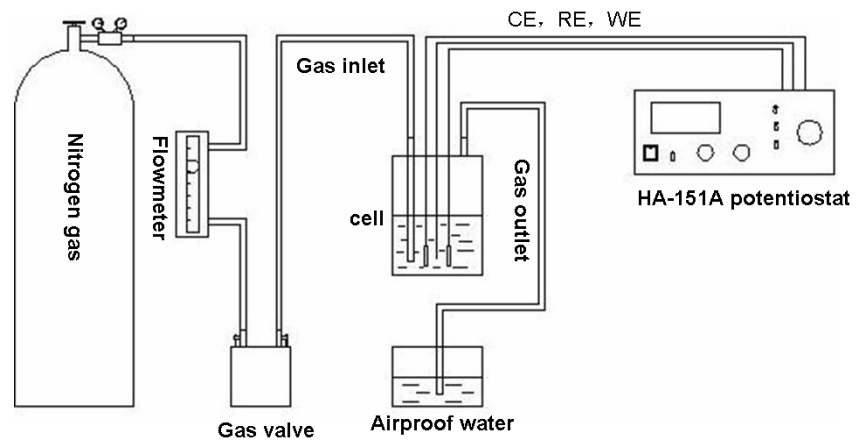 CE，RE，WE
Gas inlet
Nitrogen gas
Flowmeter
Gas outlet
HA-151A potentiostat
cell
Airproof water
Gas valve